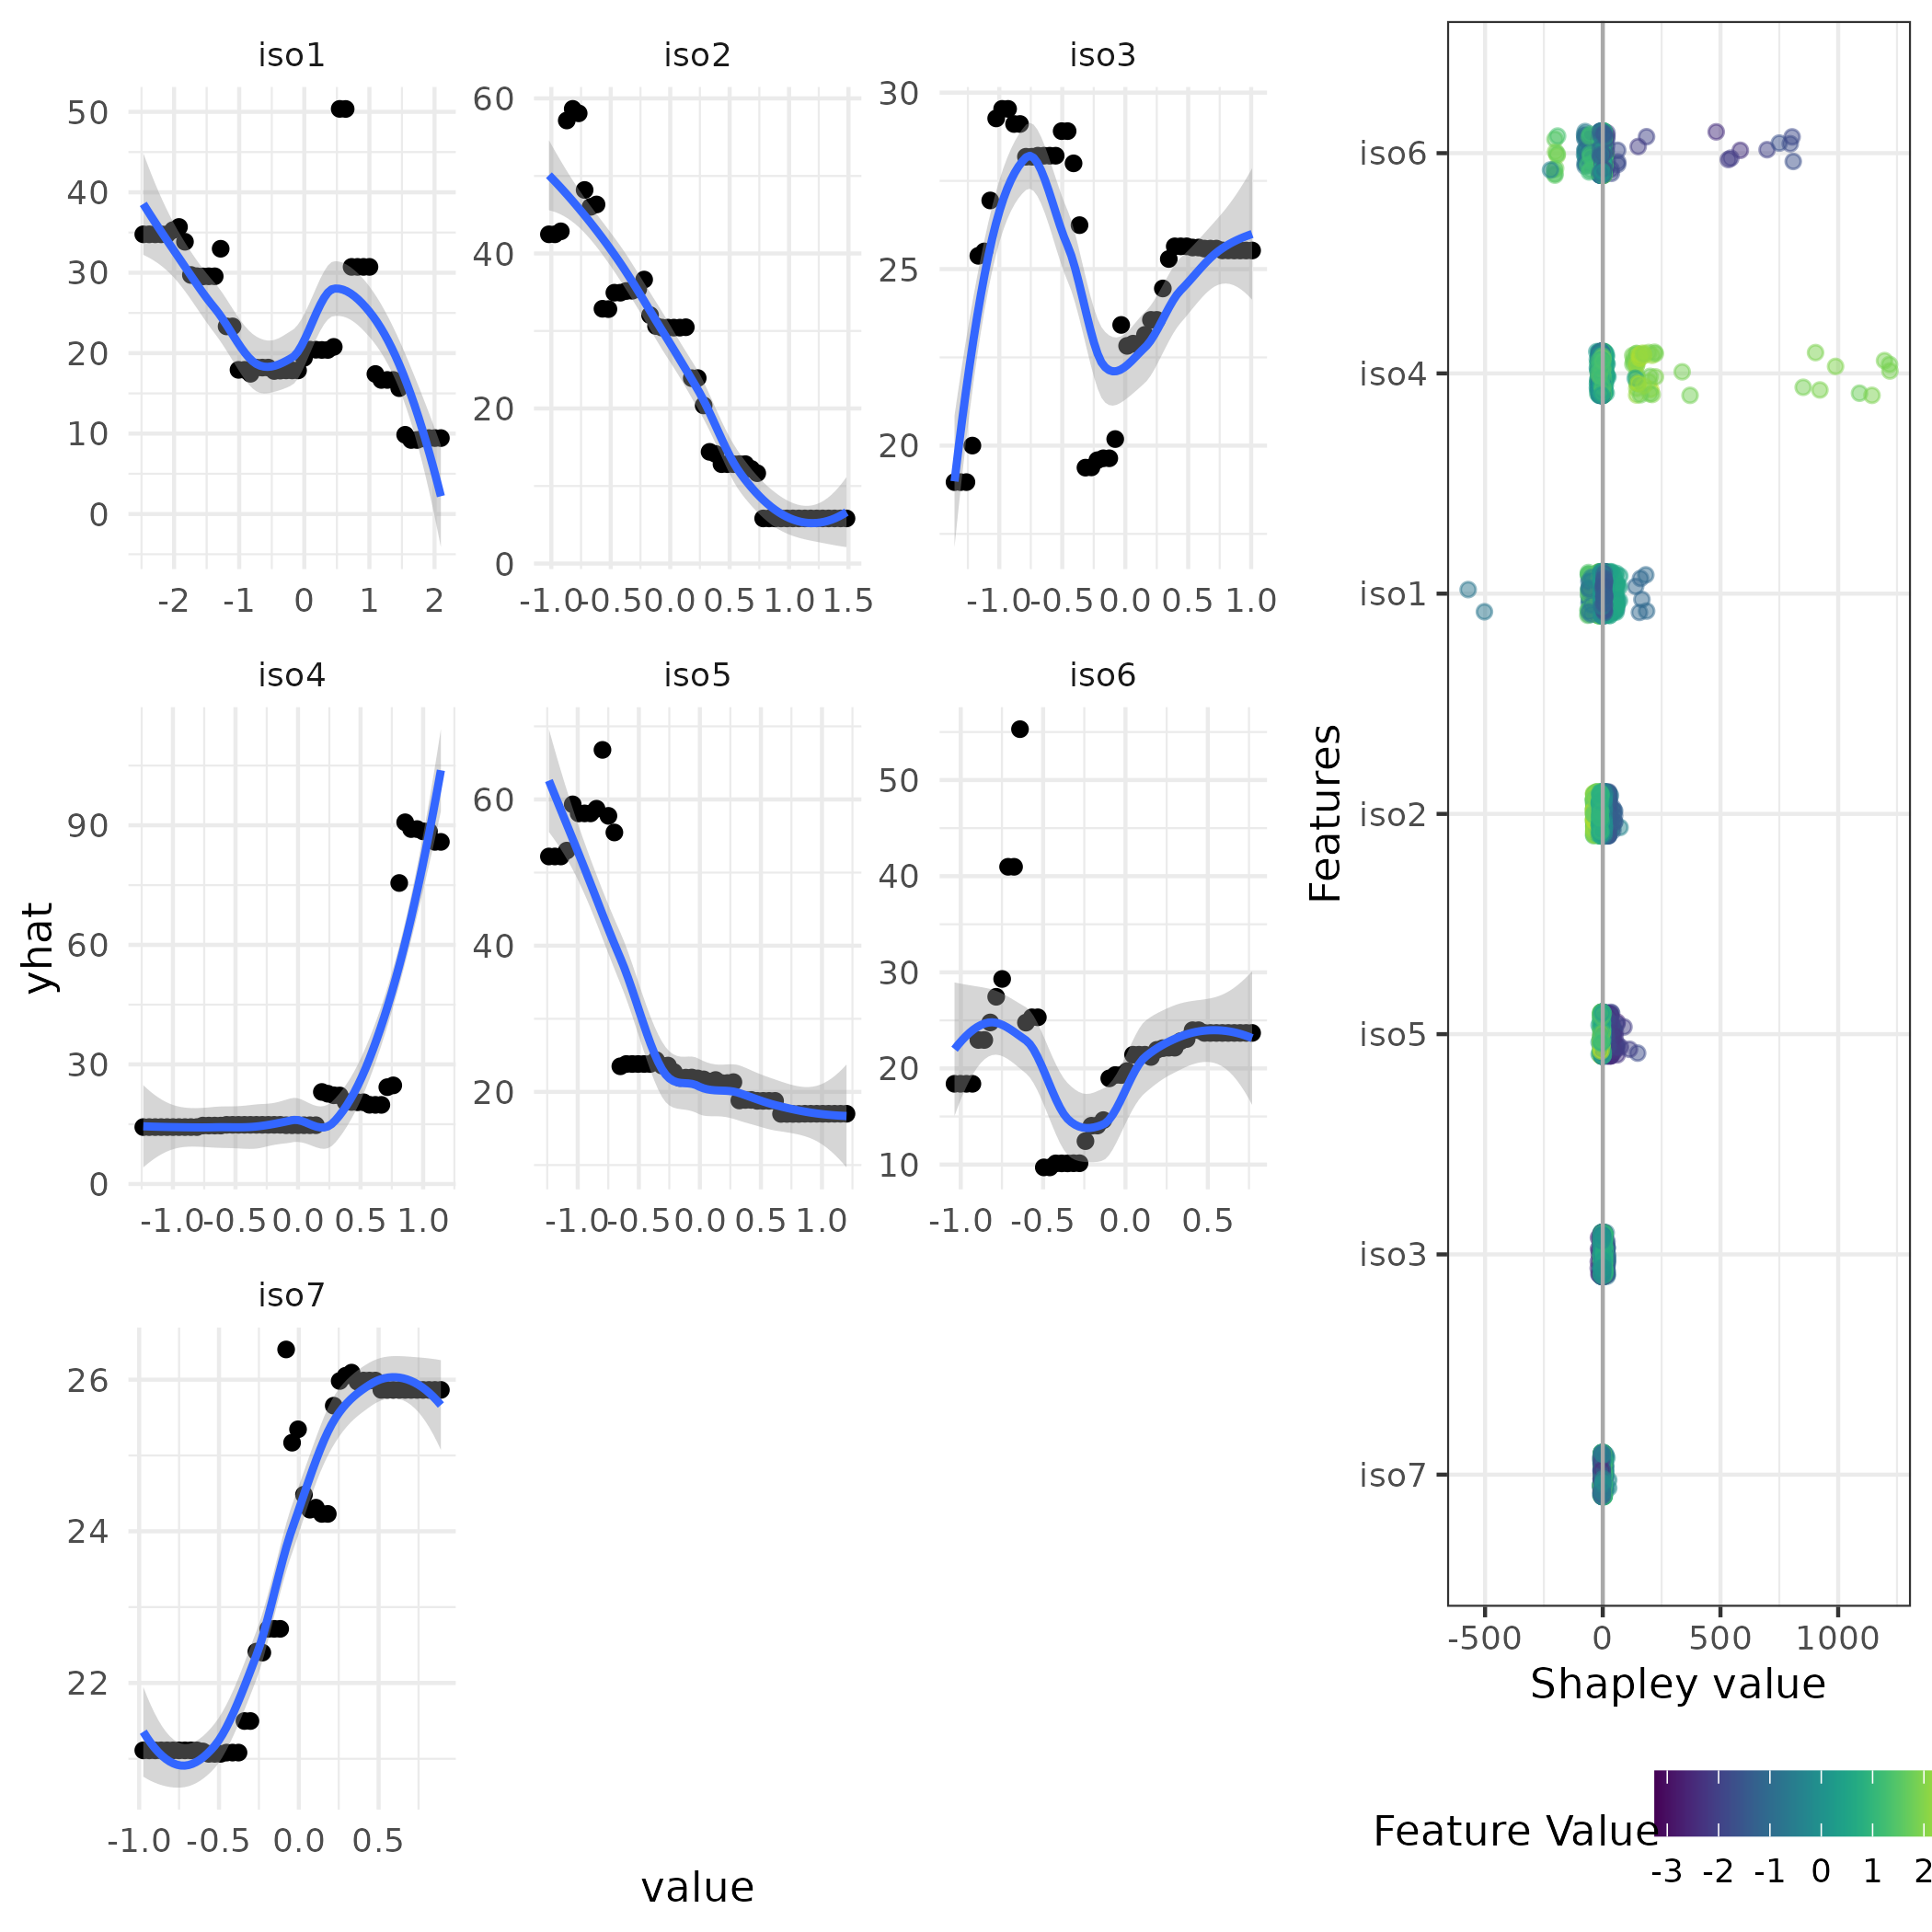 iso1 iso2 iso3
50
40
30
20
10
0
-2 -1 0 1 2
60
40
20
0
-1.0 -0.5 0.0 0.5 1.0 1.5
30
25
20
-1.0 -0.5 0.0 0.5 1.0
iso4 iso5 iso6
yhat
90
60
30
0
-1.0 -0.5 0.0 0.5 1.0
60
40
20
-1.0 -0.5 0.0 0.5 1.0
50
40
30
20
10
-1.0 -0.5 0.0 0.5
iso7
26
24
22
-1.0 -0.5 0.0 0.5
value
Features
iso6
iso4
iso1
iso2
iso5
iso3
iso7
-500 0 500 1000
Shapley value
Feature Value
-3 -2 -1 0 1 2